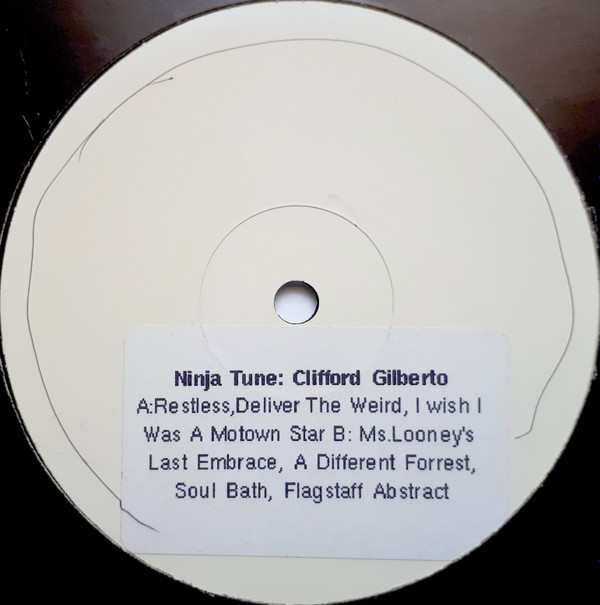 Ninja Tune: Clifford Gilberto
A:Restless,Deliver The Weird, I wish I
Was A Motown Star B: Ms.Looney's
Last Embrace, A Different Forrest,
Soul Bath, Flagstaff Abstract